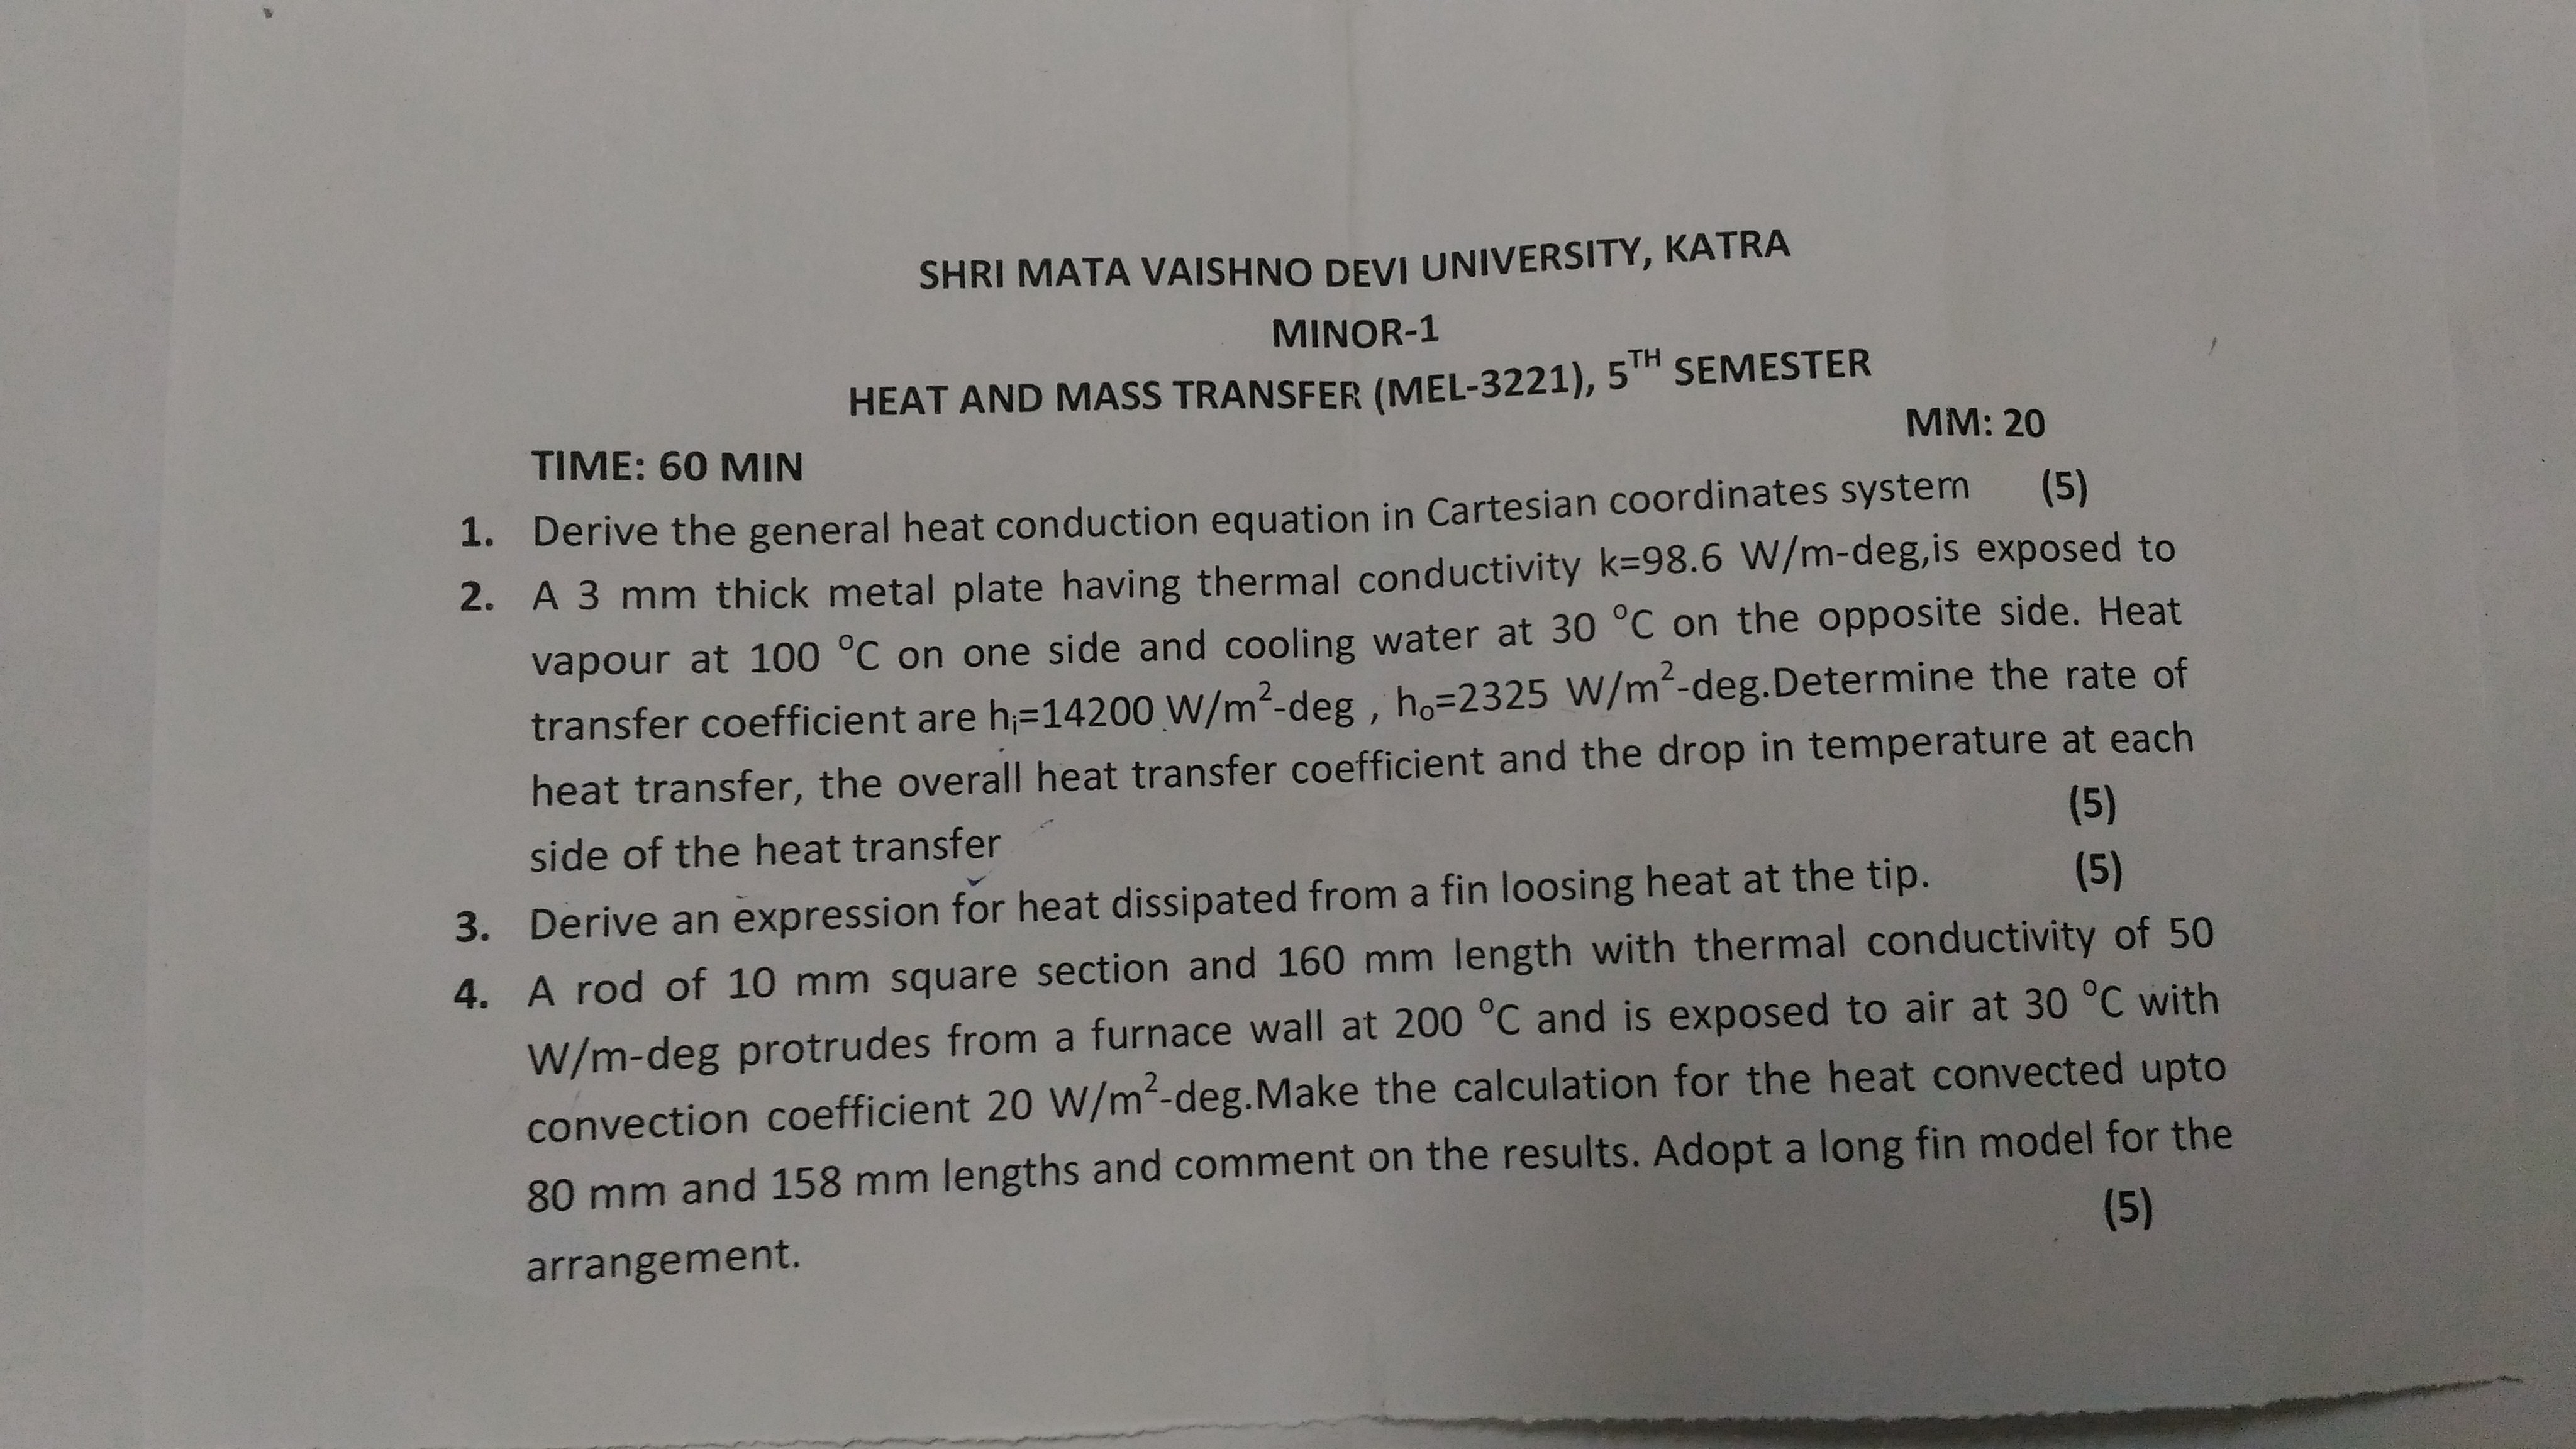 SHRI MATA VAISHNO DEVI UNIVERSITY, KATRA
MINOR-1
HEAT AND MASS TRANSFER (MEL-3221), 5TH SEMESTER
MM: 20
TIME: 60 MIN
1. Derive the general heat conduction equation in Cartesian coordinates system (5)
2. A 3 mm thick metal plate having thermal conductivity k=98.6 W/m-deg,is exposed to
vapour at 100 °C on one side and cooling water at 30 °C on the opposite side. Heat
transfer coefficient are hi=14200 W/m²-deg , ho=2325 W/m²-deg.Determine the rate of
heat transfer, the overall heat transfer coefficient and the drop in temperature at each
side of the heat transfer (5)
3. Derive an expression for heat dissipated from a fin loosing heat at the tip. (5)
4. A rod of 10 mm square section and 160 mm length with thermal conductivity of 50
W/m-deg protrudes from a furnace wall at 200 °C and is exposed to air at 30 °C with
convection coefficient 20 W/m²-deg.Make the calculation for the heat convected upto
80 mm and 158 mm lengths and comment on the results. Adopt a long fin model for the
arrangement. (5)